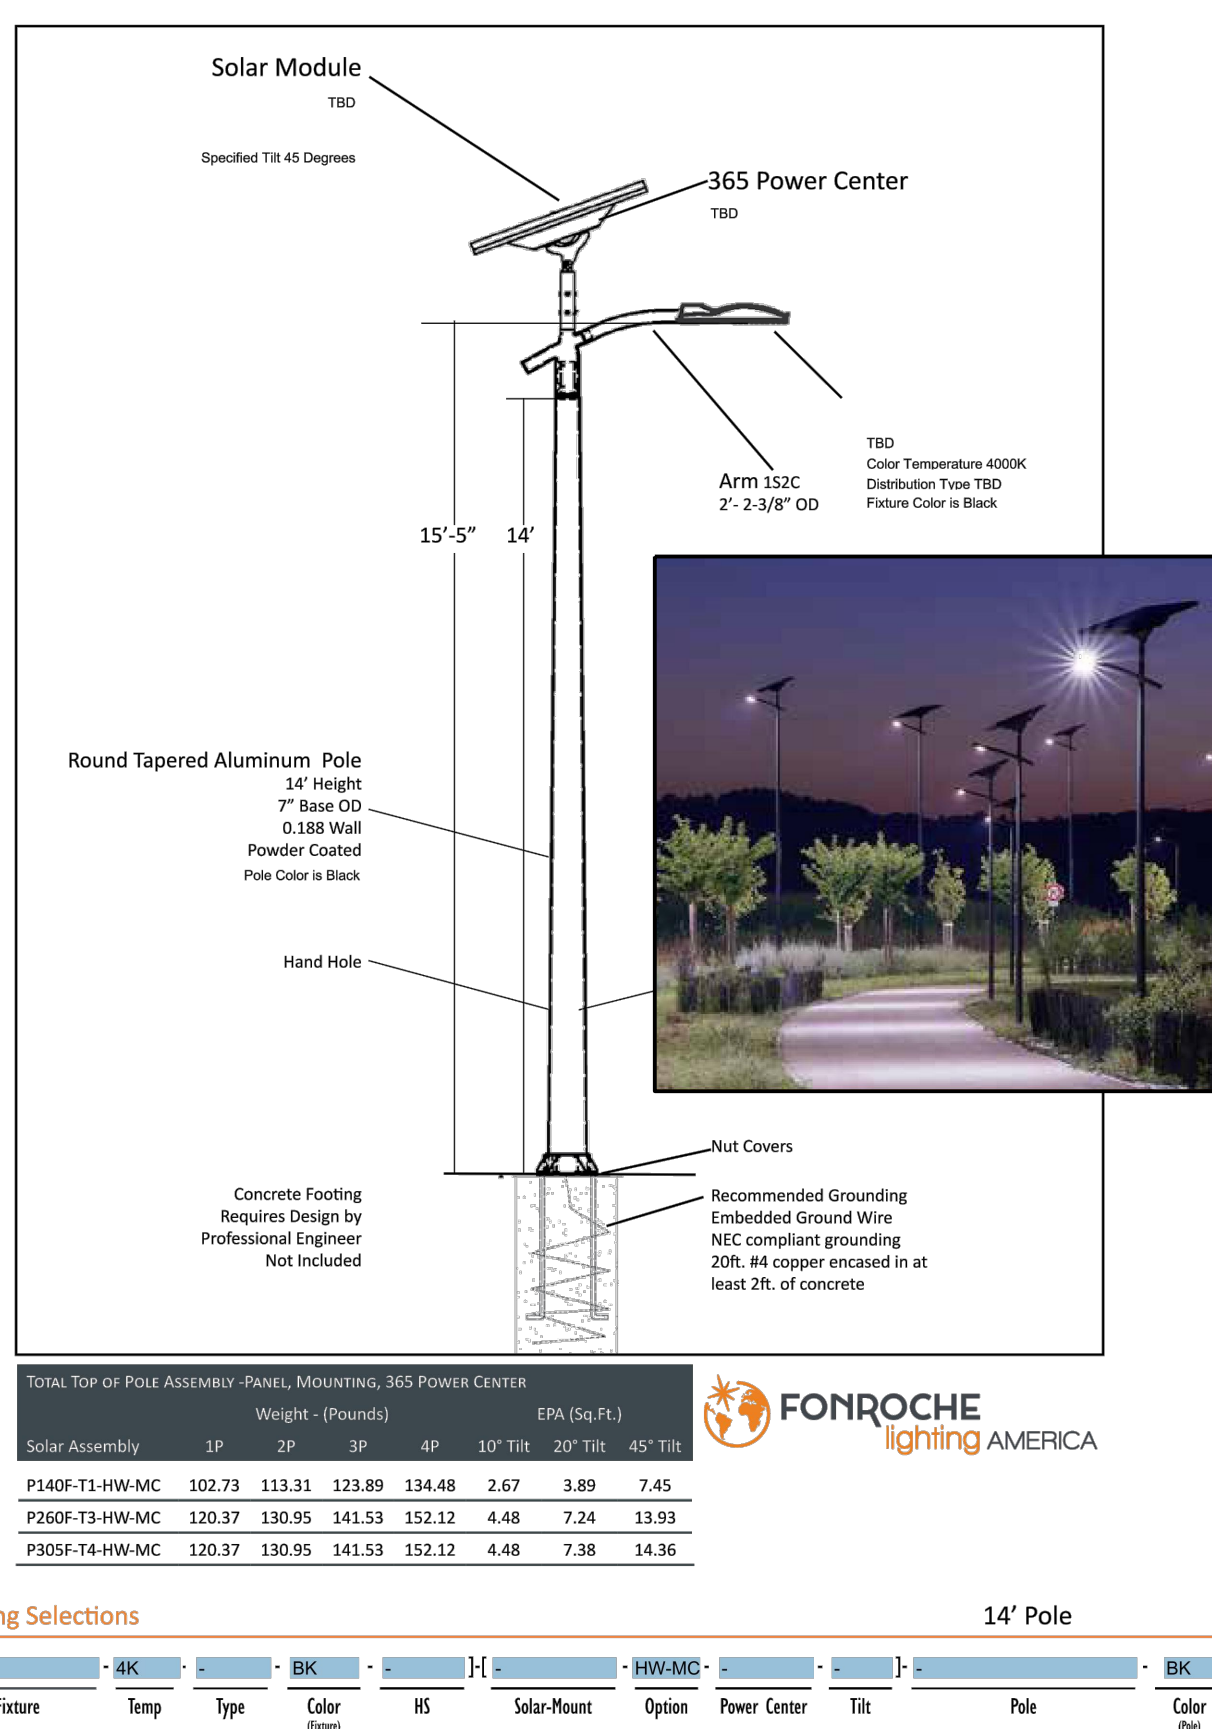 Solar Module
TBD
Specified Tilt 45 Degrees
365 Power Center
TBD
TBD
Color Temperature 4000K
Distribution Type TBD
Fixture Color is Black
Arm 1S2C
2’- 2-3/8” OD
15’-5”
14’
Round Tapered Aluminum Pole
14’ Height
7” Base OD
0.188 Wall
Powder Coated
Pole Color is Black
Hand Hole
Nut Covers
Concrete Footing
Requires Design by
Professional Engineer
Not Included
Recommended Grounding
Embedded Ground Wire
NEC compliant grounding
20ft. #4 copper encased in at
least 2ft. of concrete
Total Top of Pole Assembly -Panel, Mounting, 365 Power Center
Weight - (Pounds) EPA (Sq.Ft.)
Solar Assembly 1P 2P 3P 4P 10° Tilt 20° Tilt 45° Tilt
P140F-T1-HW-MC 102.73 113.31 123.89 134.48 2.67 3.89 7.45
P260F-T3-HW-MC 120.37 130.95 141.53 152.12 4.48 7.24 13.93
P305F-T4-HW-MC 120.37 130.95 141.53 152.12 4.48 7.38 14.36
FONROCHE
lighting AMERICA
ng Selections
14’ Pole
- 4K - - - BK - - ]-[ - - HW-MC - - - - ]- - - BK
ixture Temp Type Color HS Solar-Mount Option Power Center Tilt Pole Color
(Fixture) (Pole)